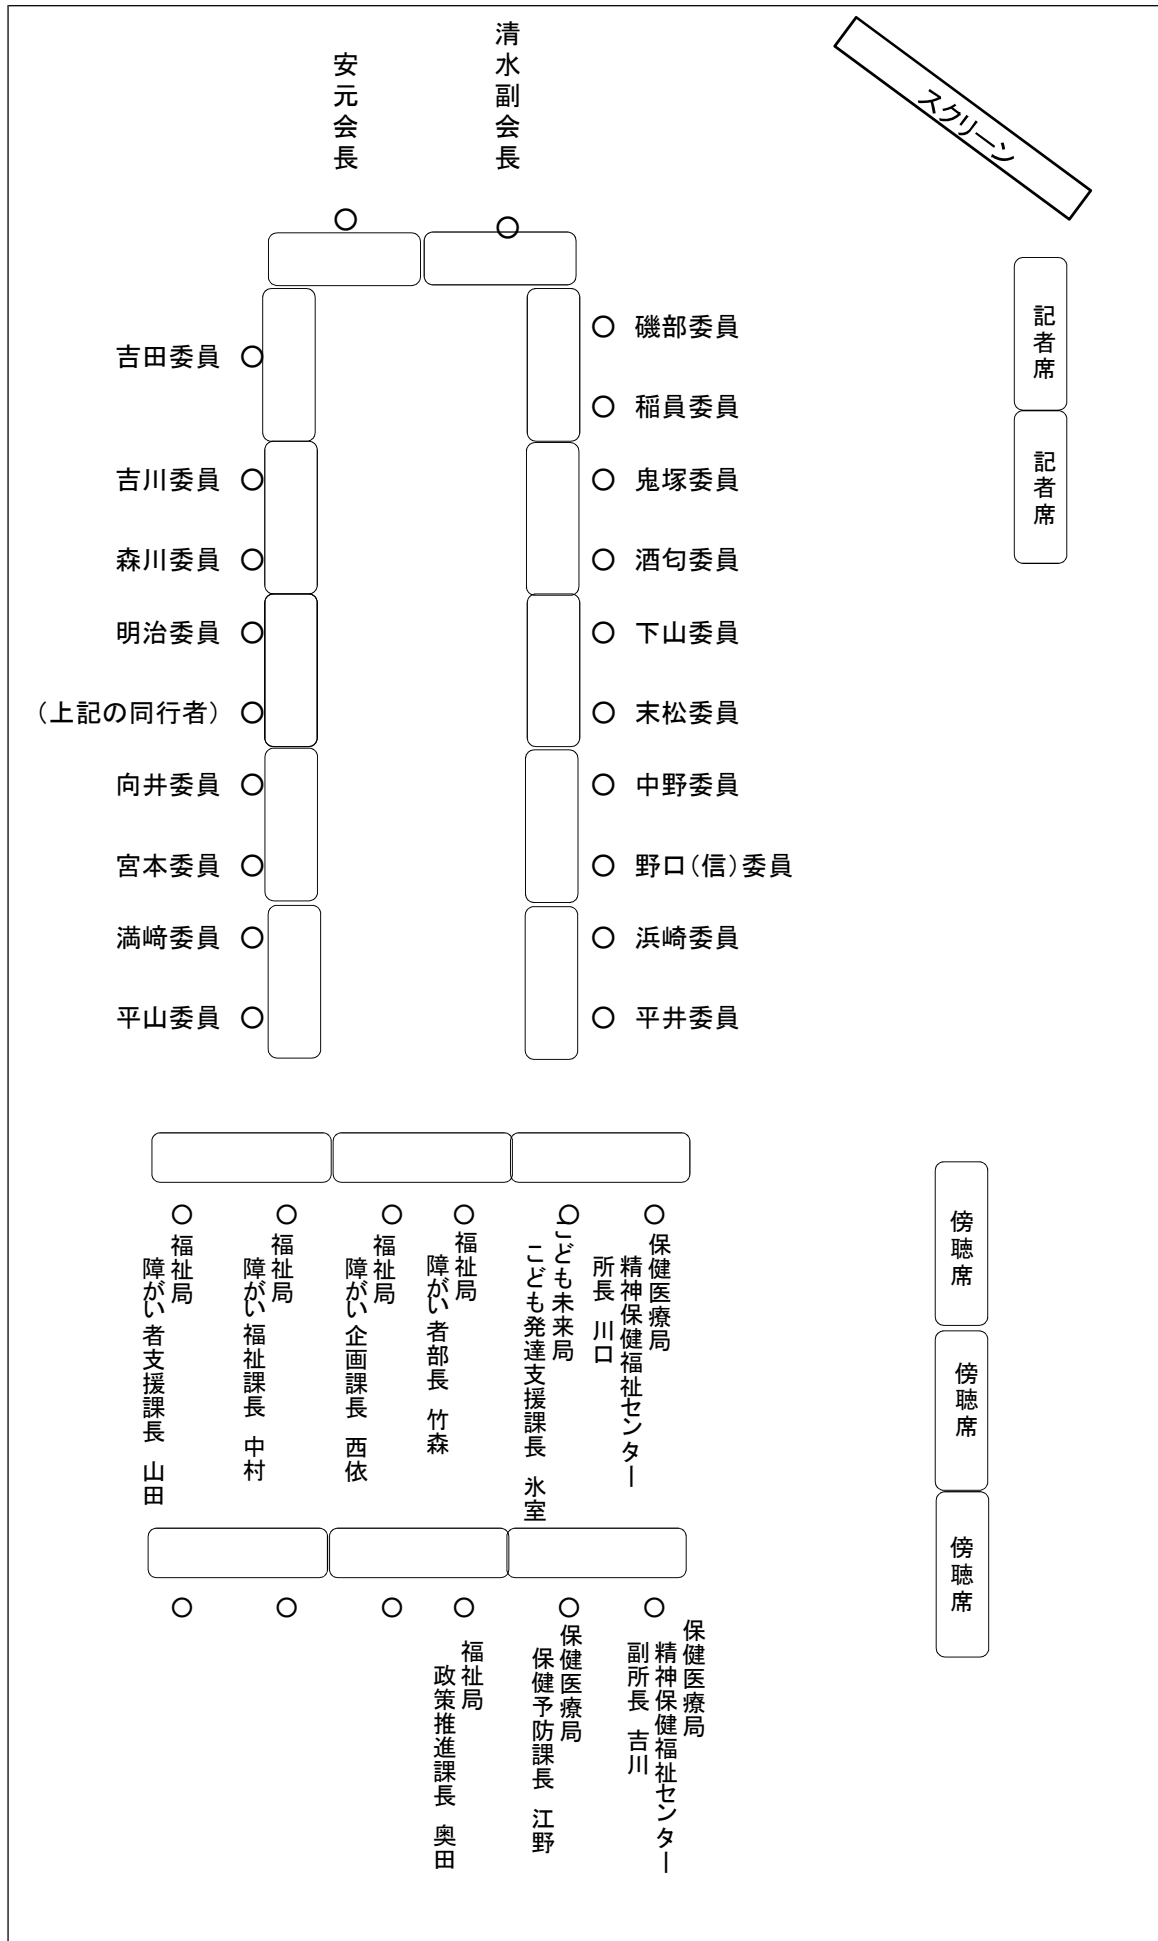 安元会長
清水副会長
スクリーン
記者席
記者席
吉田委員
吉川委員
森川委員
明治委員
（上記の同行者）
向井委員
宮本委員
満﨑委員
平山委員
磯部委員
稲員委員
鬼塚委員
酒匂委員
下山委員
末松委員
中野委員
野口（信）委員
浜崎委員
平井委員
福祉局
障がい者支援課長　山田
福祉局
障がい福祉課長　中村
福祉局
障がい企画課長　西依
福祉局
障がい者部長　竹森
こども未来局
こども発達支援課長　氷室
保健医療局
精神保健福祉センター
所長　川口
傍聴席
傍聴席
傍聴席
福祉局
政策推進課長　奥田
保健医療局
保健予防課長　江野
保健医療局
精神保健福祉センター
副所長　吉川